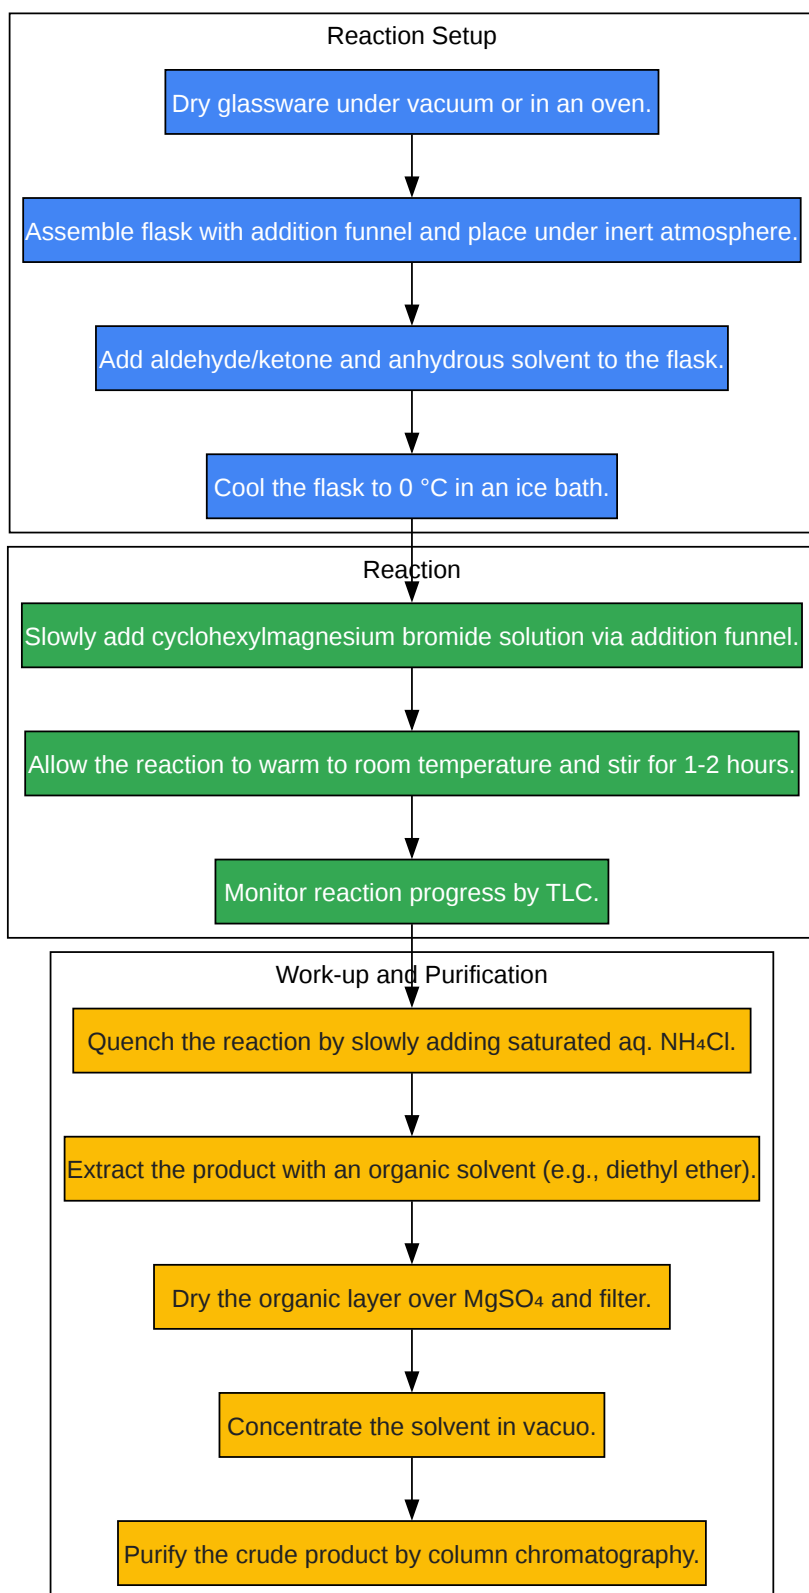 Reaction Setup
Dry glassware under vacuum or in an oven.
Assemble flask with addition funnel and place under inert atmosphere.
Add aldehyde/ketone and anhydrous solvent to the flask.
Cool the flask to 0 °C in an ice bath.
Reaction
Slowly add cyclohexylmagnesium bromide solution via addition funnel.
Allow the reaction to warm to room temperature and stir for 1-2 hours.
Monitor reaction progress by TLC.
Work-up and Purification
Quench the reaction by slowly adding saturated aq. NH₄Cl.
Extract the product with an organic solvent (e.g., diethyl ether).
Dry the organic layer over MgSO₄ and filter.
Concentrate the solvent in vacuo.
Purify the crude product by column chromatography.